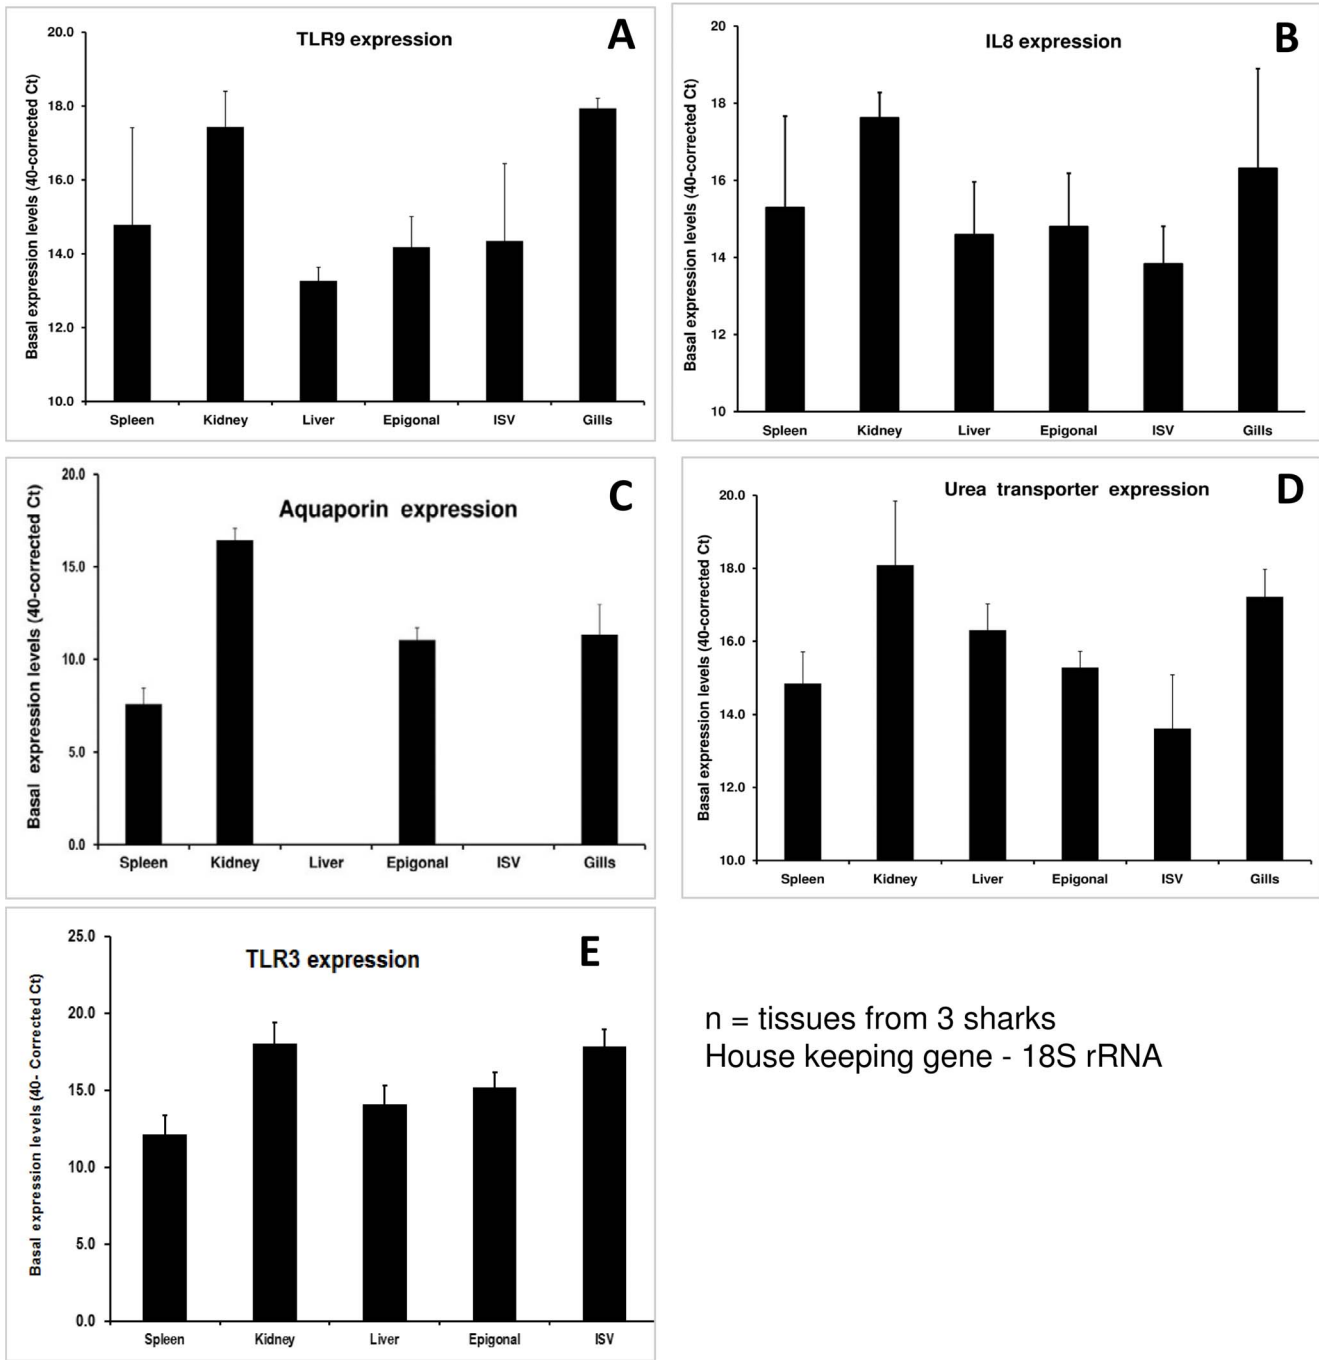 TLR9 expression
A
Basal expression levels (40-corrected Ct)
20.0
18.0
16.0
14.0
12.0
10.0
Spleen Kidney Liver Epigonal ISV Gills
IL8 expression
B
Basal expression levels (40-corrected Ct)
20
18
16
14
12
10
Spleen Kidney Liver Epigonal ISV Gills
Aquaporin expression
C
Basal expression levels (40-corrected Ct)
20.0
15.0
10.0
5.0
0.0
Spleen Kidney Liver Epigonal ISV Gills
Urea transporter expression
D
Basal expression levels (40-corrected Ct)
20.0
18.0
16.0
14.0
12.0
10.0
Spleen Kidney Liver Epigonal ISV Gills
TLR3 expression
E
Basal expression levels (40- Corrected Ct)
25.0
20.0
15.0
10.0
5.0
0.0
Spleen Kidney Liver Epigonal ISV
n = tissues from 3 sharks
House keeping gene - 18S rRNA